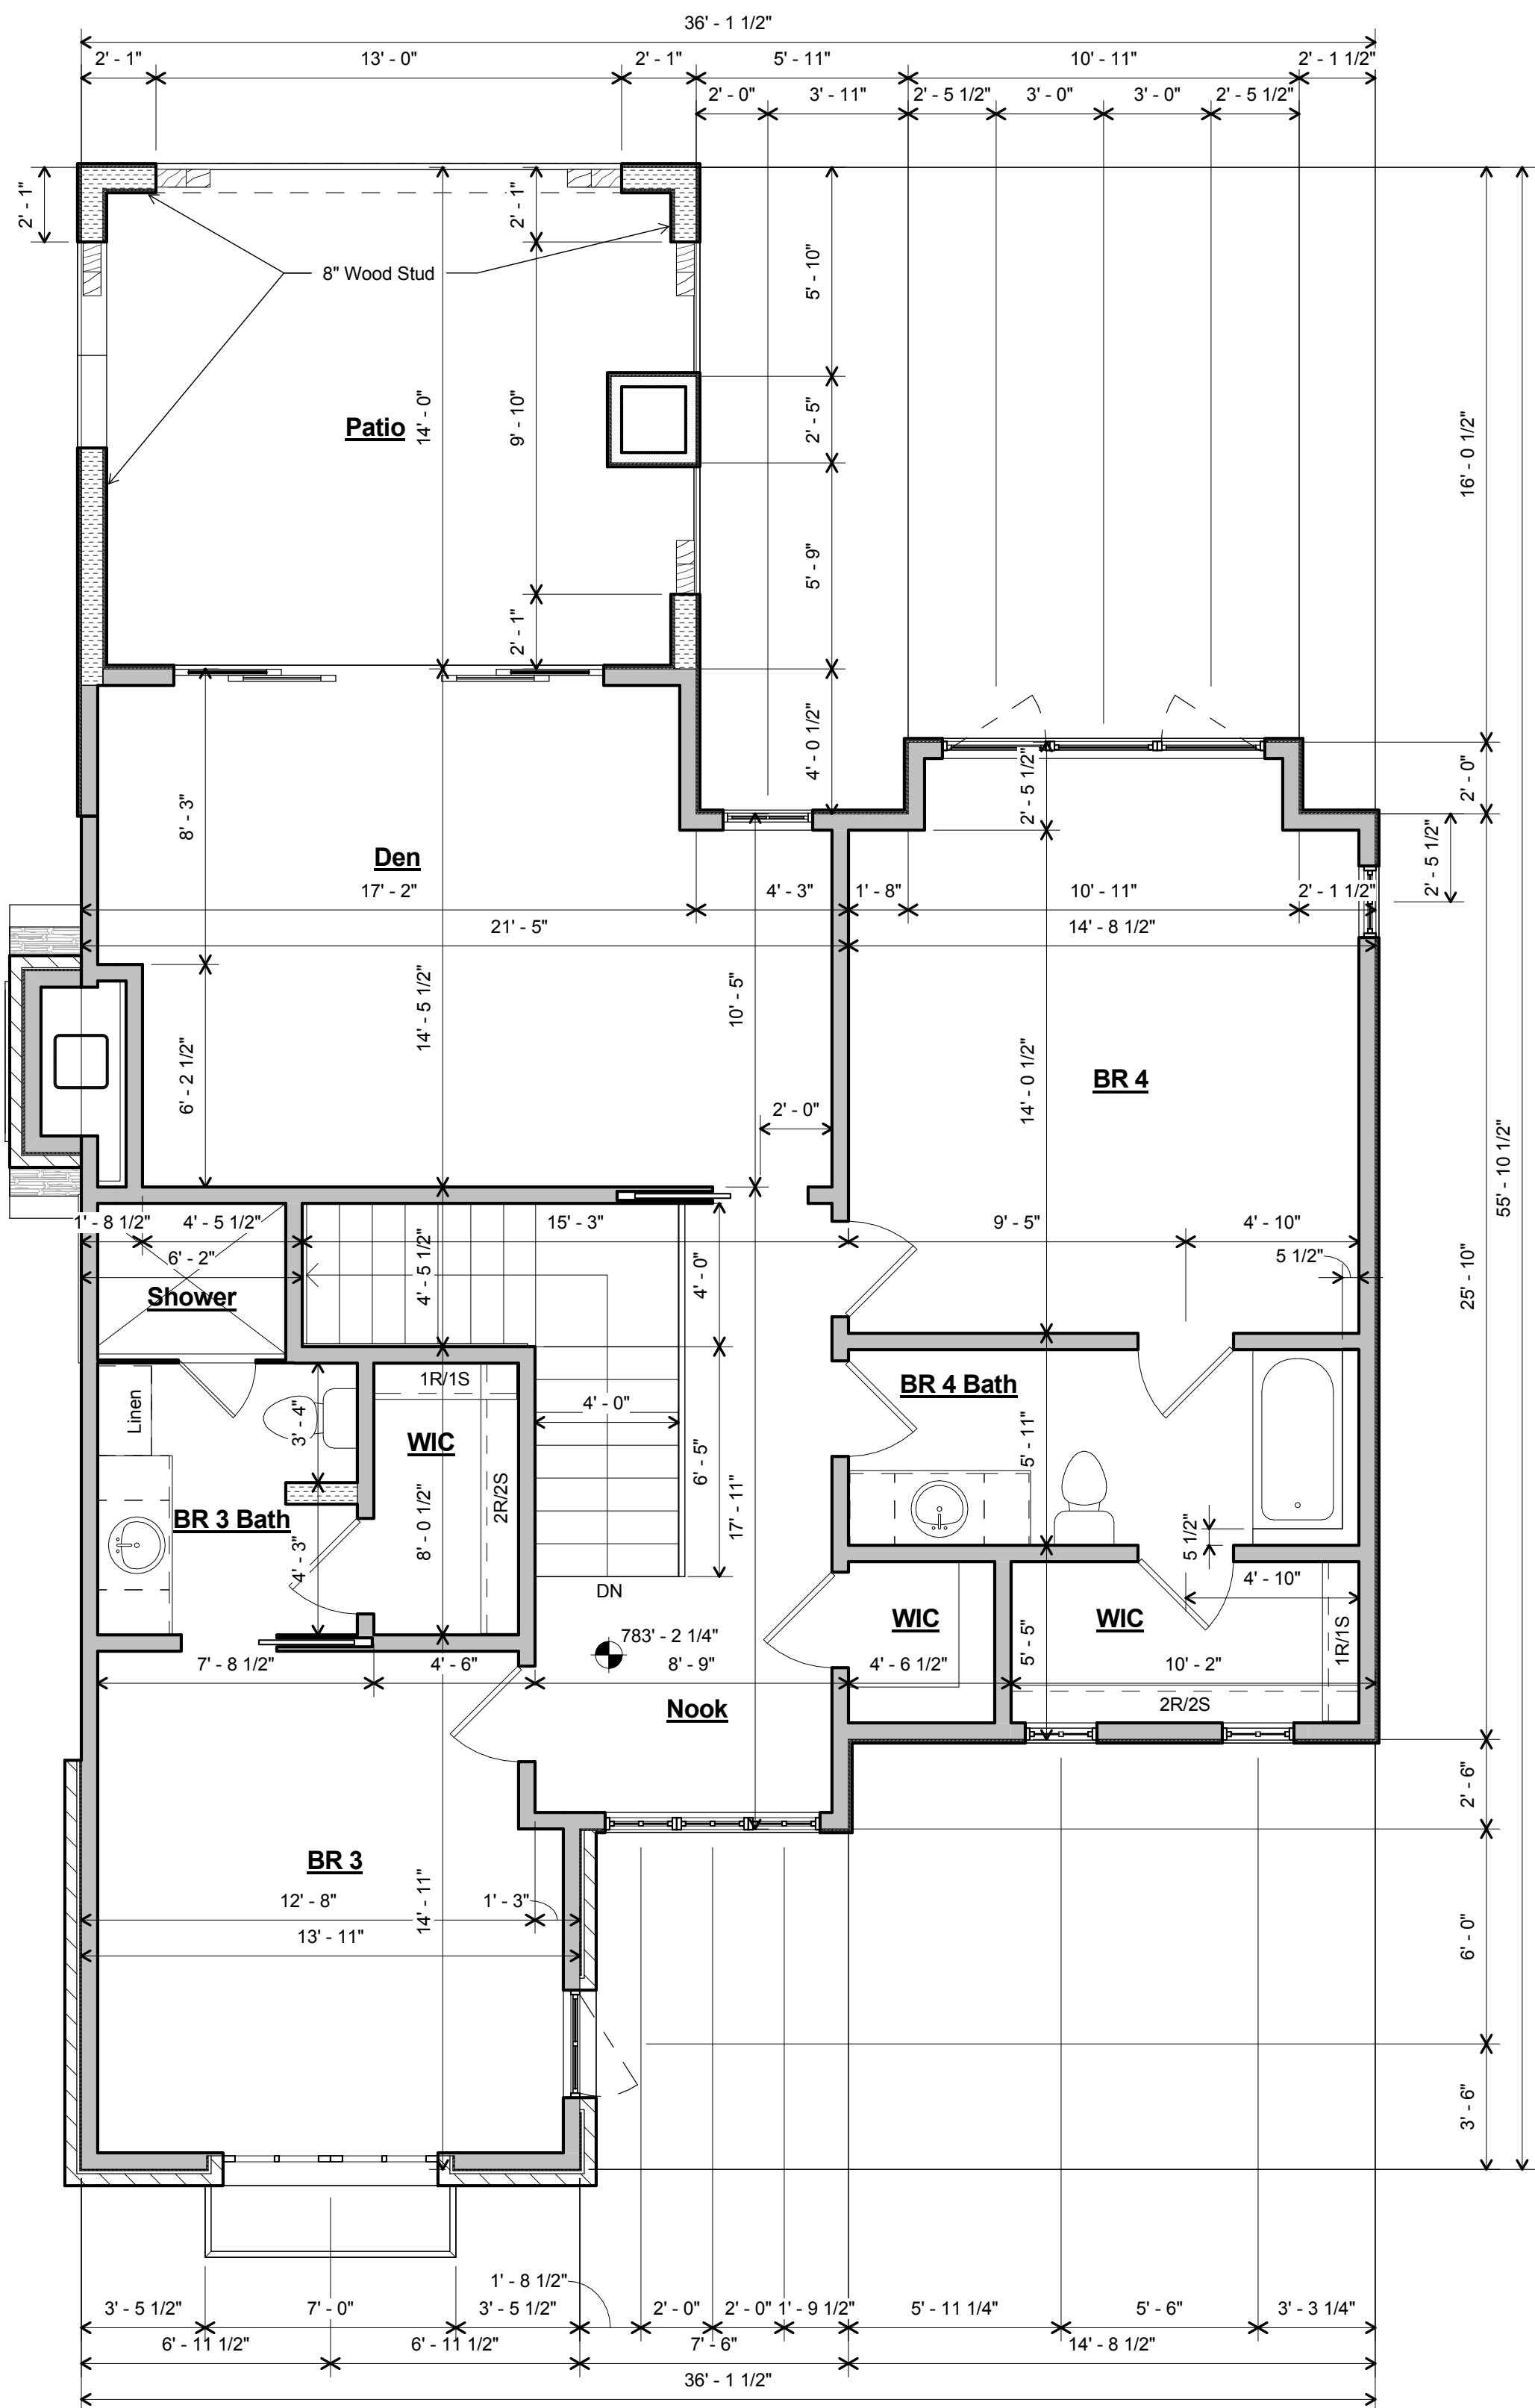 36' - 1 1/2"
2' - 1" 13' - 0" 2' - 1" 5' - 11" 10' - 11" 2' - 1 1/2"
2' - 0" 3' - 11" 2' - 5 1/2" 3' - 0" 3' - 0" 2' - 5 1/2"
2' - 1"
2' - 1"
8" Wood Stud
5' - 10"
Patio
14' - 0"
9' - 10"
2' - 5"
16' - 0 1/2"
5' - 9"
2' - 1"
4' - 0 1/2"
2' - 5 1/2"
2' - 0"
8' - 3"
Den
2' - 5 1/2"
17' - 2" 4' - 3" 1' - 8" 10' - 11" 2' - 1 1/2"
21' - 5" 14' - 8 1/2"
14' - 5 1/2"
10' - 5"
6' - 2 1/2"
14' - 0 1/2"
BR 4
2' - 0"
55' - 10 1/2"
1' - 8 1/2" 4' - 5 1/2" 15' - 3" 9' - 5" 4' - 10"
6' - 2"
4' - 5 1/2"
4' - 0"
5 1/2"
25' - 10"
Shower
1R/1S
BR 4 Bath
Linen
3' - 4"
WIC
4' - 0"
5' - 11"
6' - 5"
2R/2S
17' - 11"
BR 3 Bath
8' - 0 1/2"
4' - 3"
5 1/2"
DN
4' - 10"
WIC
WIC
783' - 2 1/4"
5' - 5"
1R/1S
7' - 8 1/2" 4' - 6" 8' - 9" 4' - 6 1/2" 10' - 2"
Nook
2R/2S
2' - 6"
BR 3
12' - 8" 1' - 3"
14' - 11"
13' - 11"
6' - 0"
3' - 6"
1' - 8 1/2"
3' - 5 1/2" 7' - 0" 3' - 5 1/2" 2' - 0" 2' - 0" 1' - 9 1/2" 5' - 11 1/4" 5' - 6" 3' - 3 1/4"
6' - 11 1/2" 6' - 11 1/2" 7' - 6" 14' - 8 1/2"
36' - 1 1/2"